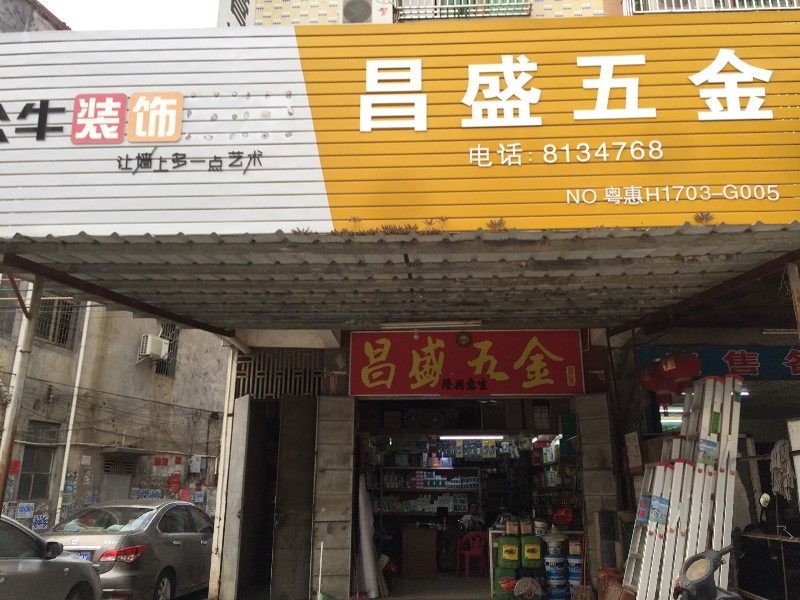 牛装饰
让墙上多一点艺术
昌盛五金
电话:8134768
NO 粤惠H1703-G005
昌盛五金
售